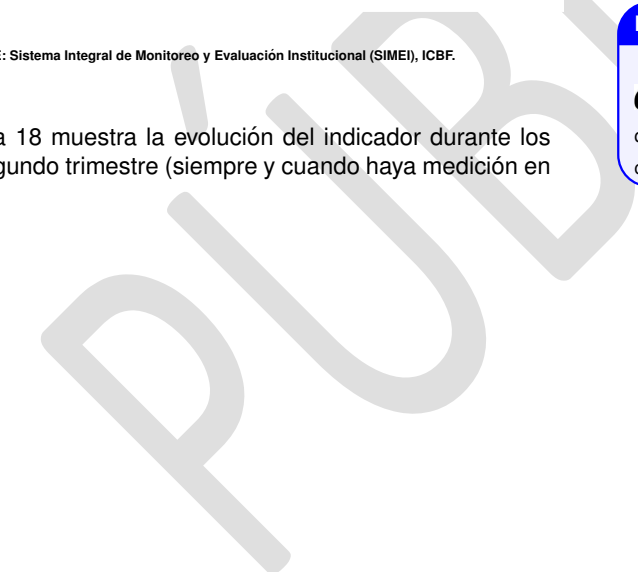 : Sistema Integral de Monitoreo y Evaluación Institucional (SIMEI), ICBF.
a 18 muestra la evolución del indicador durante los
gundo trimestre (siempre y cuando haya medición en
PÚB